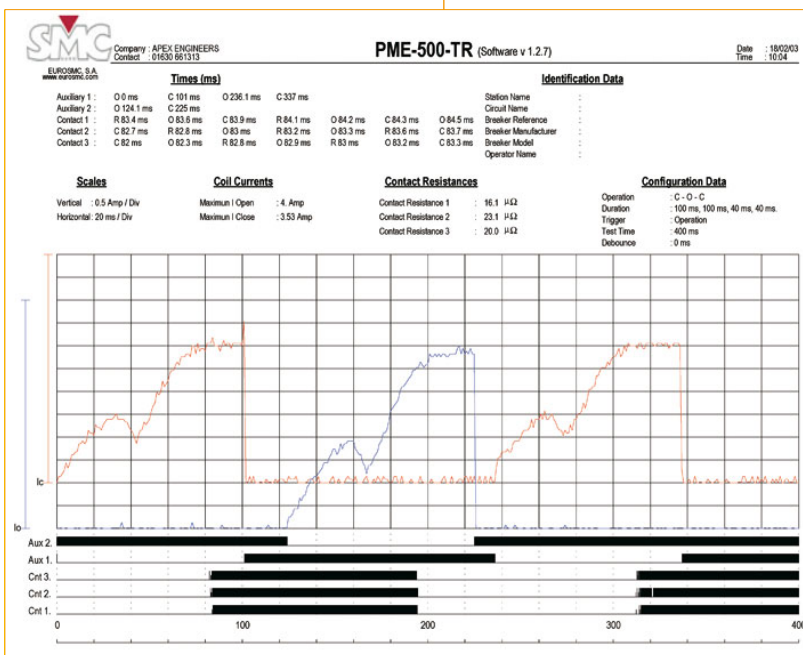 SMC
EURO
PME-500-TR (Software v 1.2.7)
Company : APEX ENGINEERS
Contact : 01630 661313
Date : 18/02/03
Time : 10:04
EUROSMC, S.A.
www.eurosmc.com
Times (ms)
Auxiliary 1 : O 0 ms C 101 ms O 236.1 ms C 337 ms
Auxiliary 2 : O 124.1 ms C 225 ms
Contact 1 : R 83.4 ms O 83.6 ms C 83.9 ms R 84.1 ms O 84.2 ms C 84.3 ms O 84.5 ms
Contact 2 : C 82.7 ms R 82.8 ms O 83 ms R 83.2 ms O 83.3 ms R 83.6 ms C 83.7 ms
Contact 3 : C 82 ms O 82.3 ms R 82.6 ms O 82.9 ms R 83 ms O 83.2 ms C 83.3 ms
Identification Data
Station Name :
Circuit Name :
Breaker Reference :
Breaker Manufacturer :
Breaker Model :
Operator Name :
Scales
Vertical : 0.5 Amp / Div
Horizontal: 20 ms / Div
Coil Currents
Maximun I Open : 4. Amp
Maximun I Close : 3.53 Amp
Contact Resistances
Contact Resistance 1 : 16.1 µΩ
Contact Resistance 2 : 23.1 µΩ
Contact Resistance 3 : 20.0 µΩ
Configuration Data
Operation : C - O - C
Duration : 100 ms, 100 ms, 40 ms, 40 ms.
Trigger : Operation
Test Time : 400 ms
Debounce : 0 ms
Ic
Io
Aux 2.
Aux 1.
Cnt 3.
Cnt 2.
Cnt 1.
0 100 200 300 400